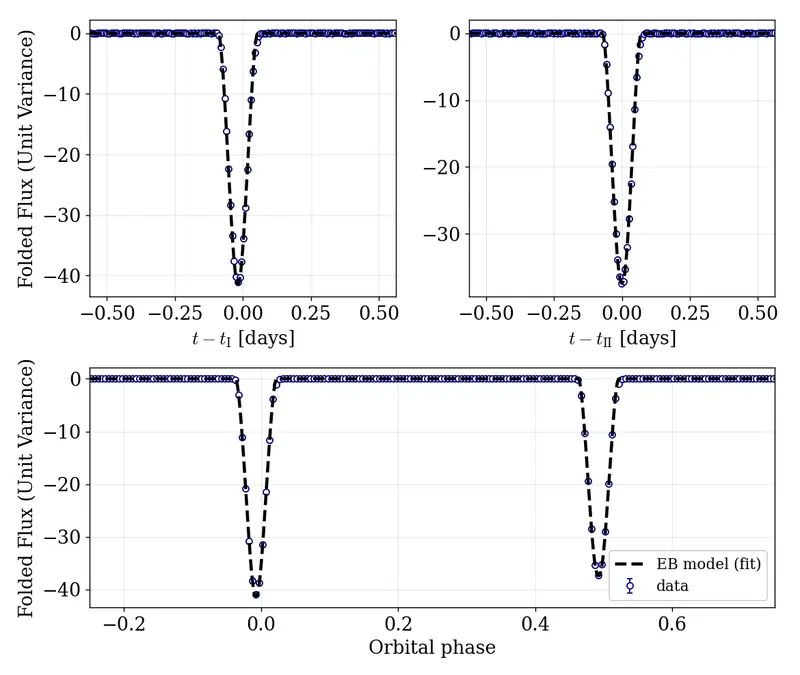 Folded Flux (Unit Variance)
0
−10
−20
−30
−40
−0.50 −0.25 0.00 0.25 0.50
t − tI [days]
0
−10
−20
−30
−0.50 −0.25 0.00 0.25 0.50
t − tII [days]
Folded Flux (Unit Variance)
0
−10
−20
−30
−40
−0.2 0.0 0.2 0.4 0.6
Orbital phase
EB model (fit)
data